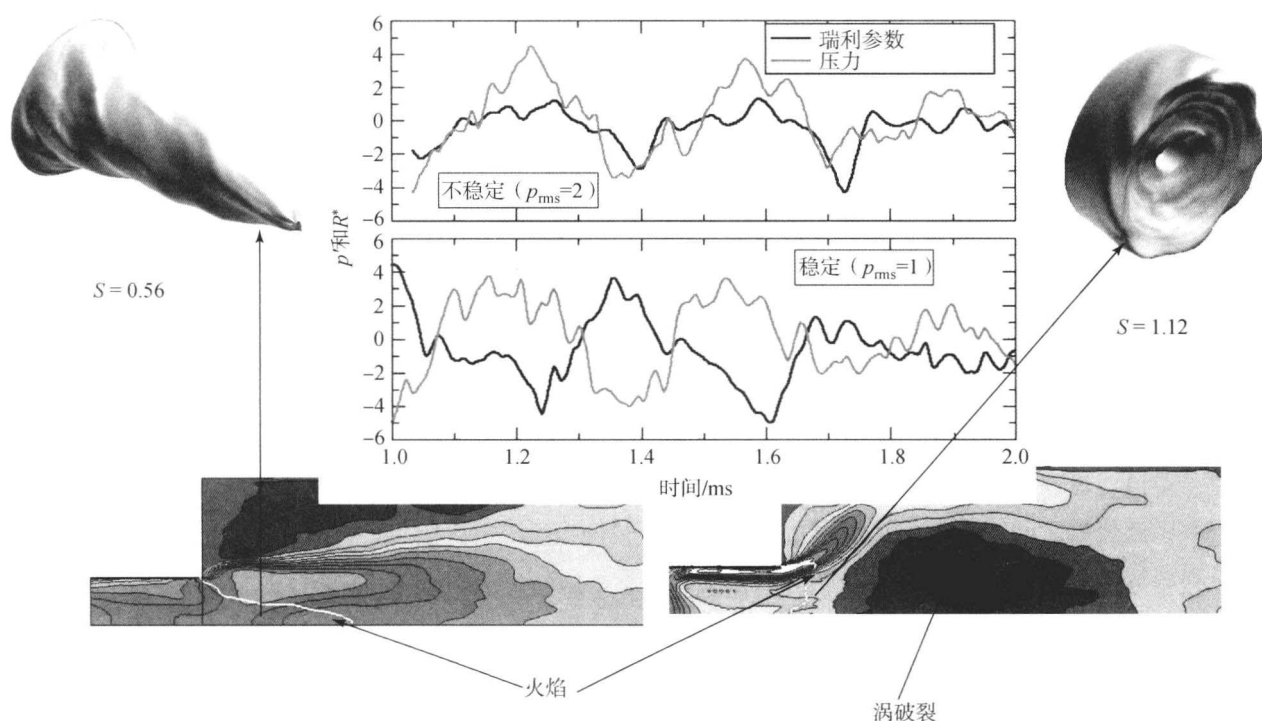 6
4
2
0
−2
−4
−6
瑞利参数
压力
不稳定（p_rms=2）
p'和R*
6
4
2
0
−2
−4
−6
稳定（p_rms=1）
1.0
1.2
1.4
1.6
1.8
2.0
时间/ms
S = 0.56
S = 1.12
火焰
涡破裂